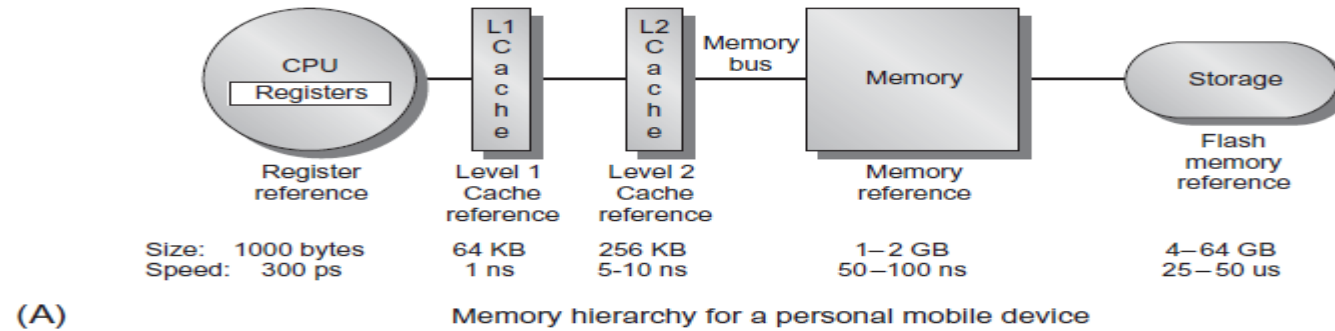 CPU
Registers
L1
C
a
c
h
e
L2
C
a
c
h
e
Memory
bus
Memory
Storage
Register
reference
Level 1
Cache
reference
Level 2
Cache
reference
Memory
reference
Flash
memory
reference
Size: 1000 bytes 64 KB 256 KB 1–2 GB 4–64 GB
Speed: 300 ps 1 ns 5-10 ns 50–100 ns 25–50 us
(A) Memory hierarchy for a personal mobile device